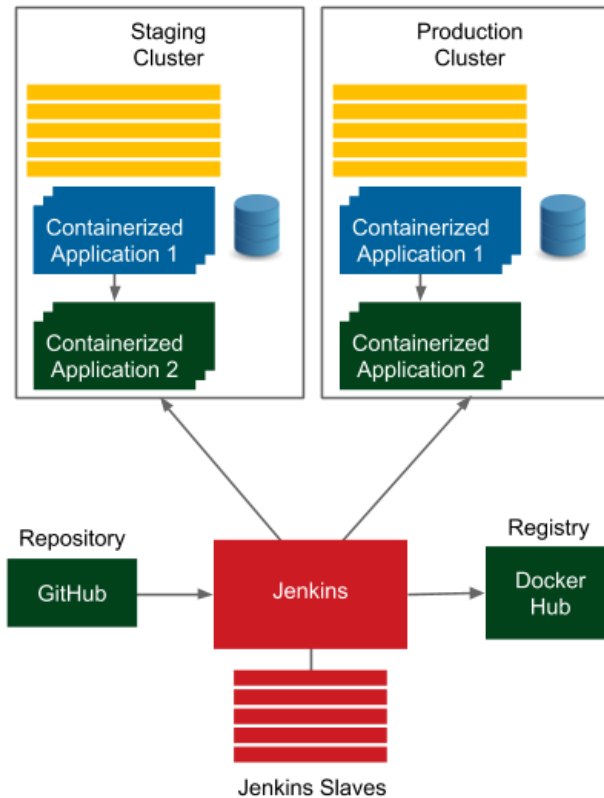 Staging
Cluster
Production
Cluster
Containerized
Application 1
Containerized
Application 2
Containerized
Application 1
Containerized
Application 2
Repository
GitHub
Jenkins
Registry
Docker
Hub
Jenkins Slaves